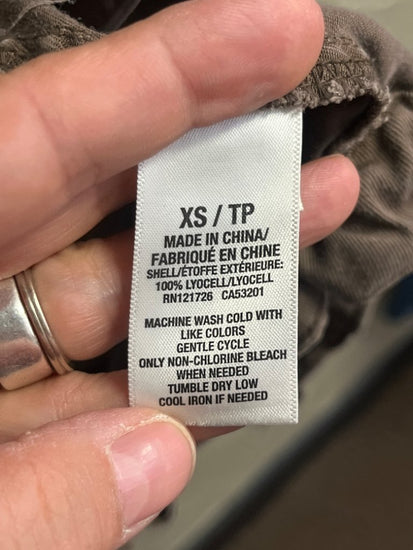 XS / TP
MADE IN CHINA/
FABRIQUÉ EN CHINE
SHELL/ÉTOFFE EXTÉRIEURE:
100% LYOCELL/LYOCELL
RN121726 CA53201
MACHINE WASH COLD WITH
LIKE COLORS
GENTLE CYCLE
ONLY NON-CHLORINE BLEACH
WHEN NEEDED
TUMBLE DRY LOW
COOL IRON IF NEEDED